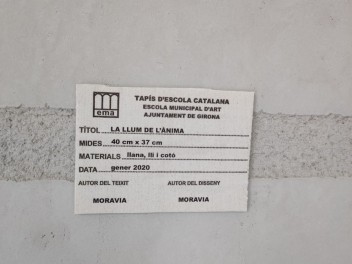 ema
TAPÍS D'ESCOLA CATALANA
ESCOLA MUNICIPAL D'ART
AJUNTAMENT DE GIRONA
TÍTOL LA LLUM DE L'ÀNIMA
MIDES 40 cm x 37 cm
MATERIALS llana, lli i cotó
DATA gener 2020
AUTOR DEL TEIXIT AUTOR DEL DISSENY
MORAVIA MORAVIA